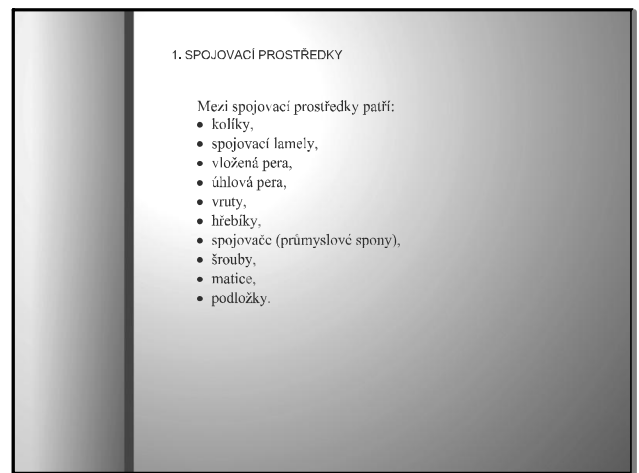 1. SPOJOVACÍ PROSTŘEDKY
Mezi spojovací prostředky patří:
• kolíky,
• spojovací lamely,
• vložená pera,
• úhlová pera,
• vruty,
• hřebíky,
• spojovače (průmyslové spony),
• šrouby,
• matice,
• podložky.